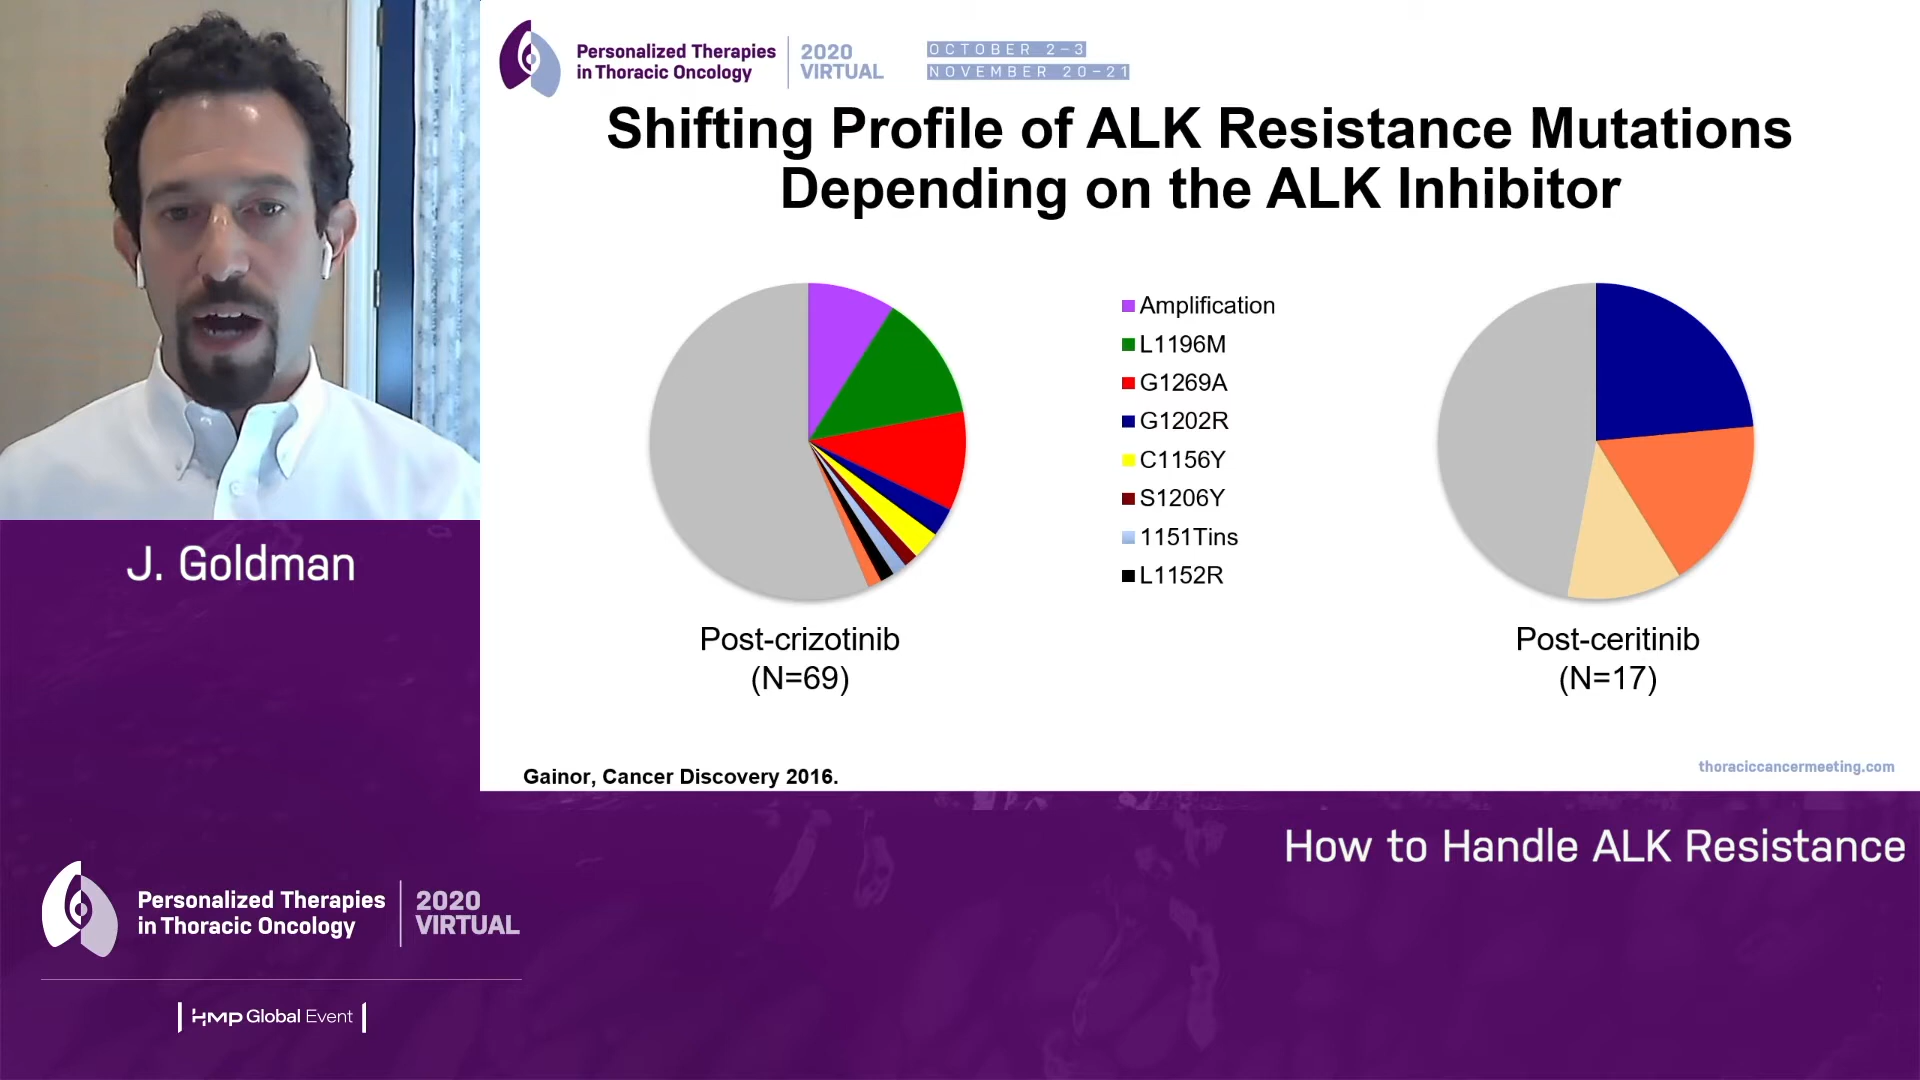 Personalized Therapies
in Thoracic Oncology
2020
VIRTUAL
OCTOBER 2–3
NOVEMBER 20–21
Shifting Profile of ALK Resistance Mutations
Depending on the ALK Inhibitor
Amplification
L1196M
G1269A
G1202R
C1156Y
S1206Y
1151Tins
L1152R
Post-crizotinib
(N=69)
Post-ceritinib
(N=17)
Gainor, Cancer Discovery 2016.
thoraciccancermeeting.com
J. Goldman
How to Handle ALK Resistance
Personalized Therapies
in Thoracic Oncology
2020
VIRTUAL
HMP Global Event